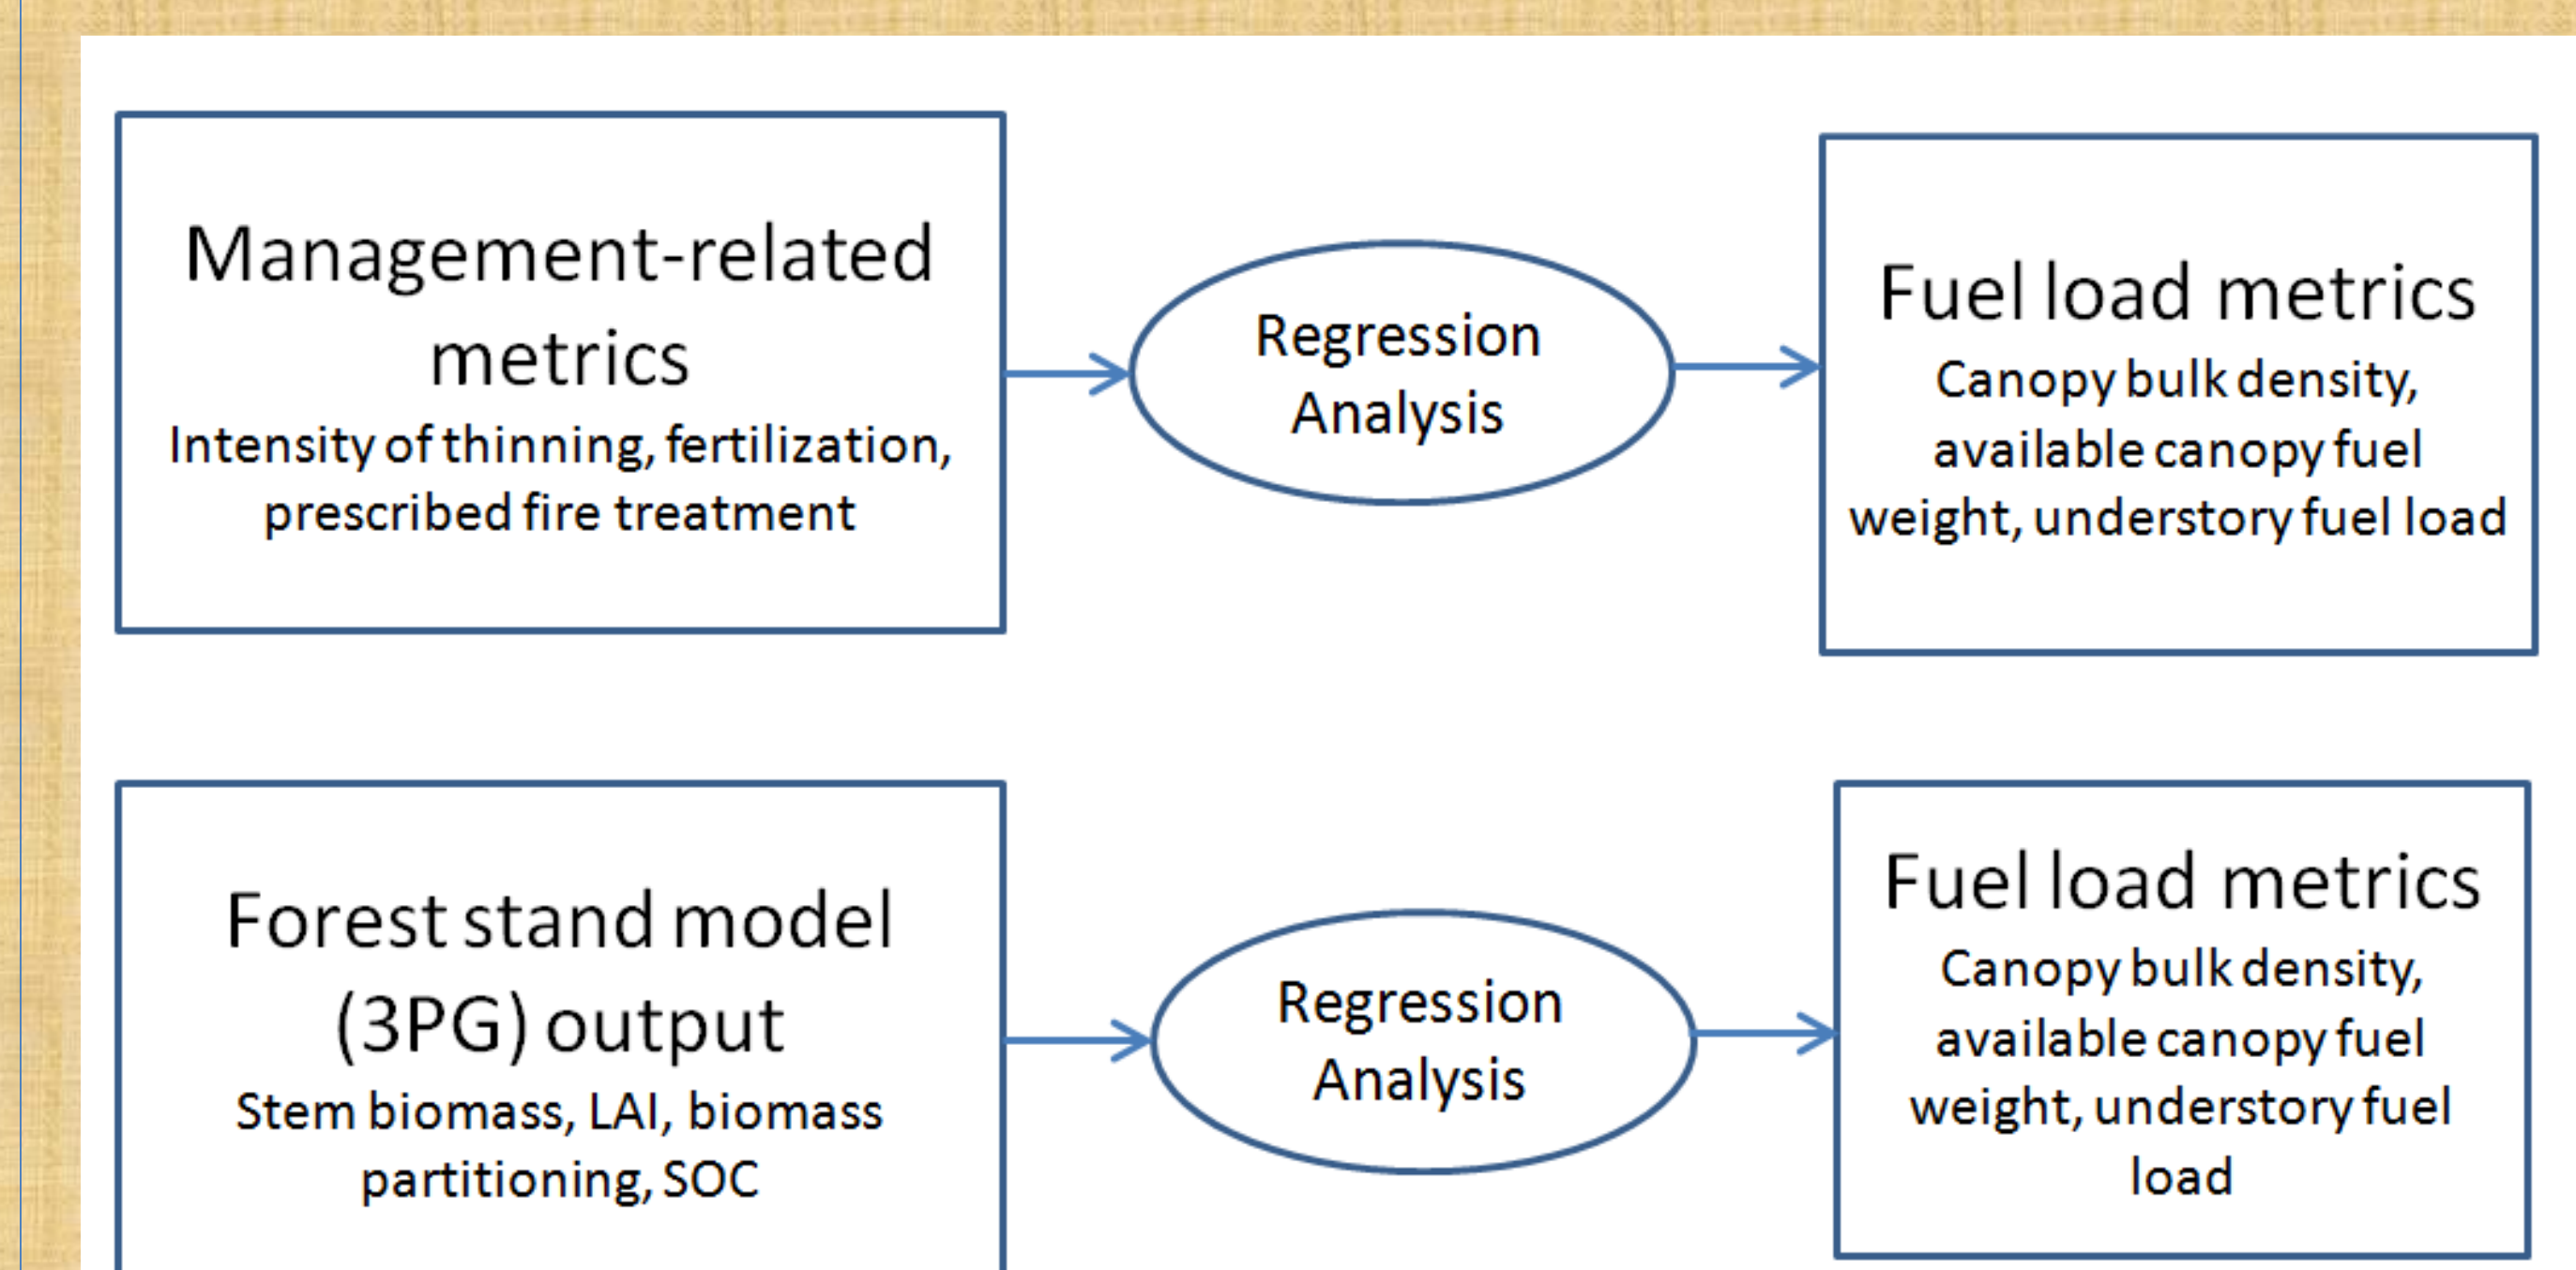 Management-related
metrics
Intensity of thinning, fertilization,
prescribed fire treatment
Regression
Analysis
Fuel load metrics
Canopy bulk density,
available canopy fuel
weight, understory fuel load
Forest stand model
(3PG) output
Stem biomass, LAI, biomass
partitioning, SOC
Regression
Analysis
Fuel load metrics
Canopy bulk density,
available canopy fuel
weight, understory fuel
load